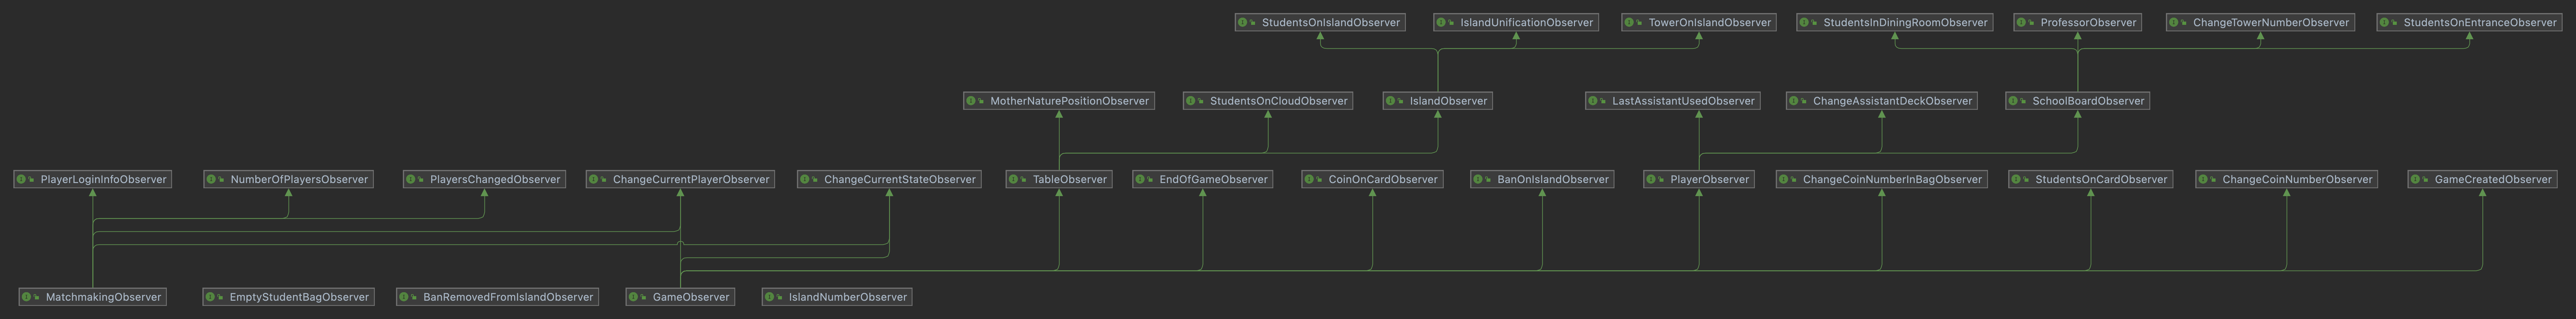 StudentsOnIslandObserver
IslandUnificationObserver
TowerOnIslandObserver
StudentsInDiningRoomObserver
ProfessorObserver
ChangeTowerNumberObserver
StudentsOnEntranceObserver
MotherNaturePositionObserver
StudentsOnCloudObserver
IslandObserver
LastAssistantUsedObserver
ChangeAssistantDeckObserver
SchoolBoardObserver
PlayerLoginInfoObserver
NumberOfPlayersObserver
PlayersChangedObserver
ChangeCurrentPlayerObserver
ChangeCurrentStateObserver
TableObserver
EndOfGameObserver
CoinOnCardObserver
BanOnIslandObserver
PlayerObserver
ChangeCoinNumberInBagObserver
StudentsOnCardObserver
ChangeCoinNumberObserver
GameCreatedObserver
MatchmakingObserver
EmptyStudentBagObserver
BanRemovedFromIslandObserver
GameObserver
IslandNumberObserver